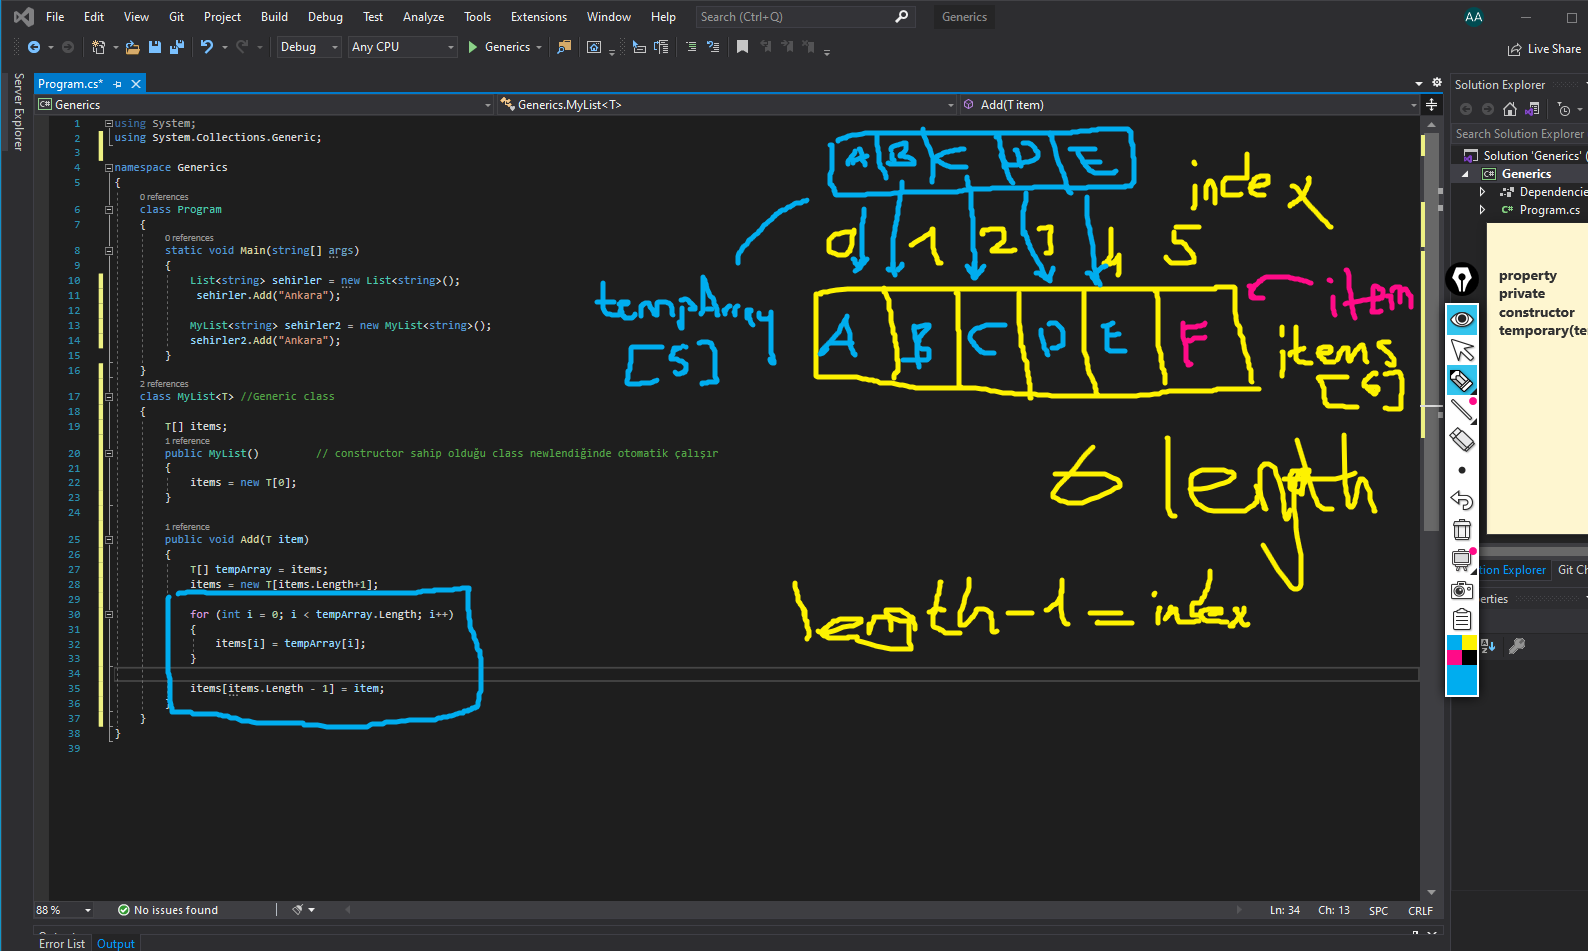 File Edit View Git Project Build Debug Test Analyze Tools Extensions Window Help Search (Ctrl+Q) Generics AA
Debug Any CPU Generics Live Share
Server Explorer
Program.cs*
Generics Generics.MyList<T> Add(T item)
1 using System;
2 using System.Collections.Generic;
3
4 namespace Generics
5 {
0 references
6 class Program
7 {
0 references
8 static void Main(string[] args)
9 {
10 List<string> sehirler = new List<string>();
11 sehirler.Add("Ankara");
12
13 MyList<string> sehirler2 = new MyList<string>();
14 sehirler2.Add("Ankara");
15 }
16 }
2 references
17 class MyList<T> //Generic class
18 {
19 T[] items;
1 reference
20 public MyList() // constructor sahip olduğu class newlendiğinde otomatik çalışır
21 {
22 items = new T[0];
23 }
24
1 reference
25 public void Add(T item)
26 {
27 T[] tempArray = items;
28 items = new T[items.Length+1];
29
30 for (int i = 0; i < tempArray.Length; i++)
31 {
32 items[i] = tempArray[i];
33 }
34
35 items[items.Length - 1] = item;
36 }
37 }
38 }
39
A B C D E
index
0 1 2 3 4 5
tempArray
[5]
item
A B C D E F
items
[6]
6 length
length-1=index
Solution Explorer
Search Solution Explorer
Solution 'Generics' (
Generics
Dependencie
Program.cs
property
private
constructor
temporary(te
tion Explorer Git Ch
erties
88 % No issues found Ln: 34 Ch: 13 SPC CRLF
Error List Output